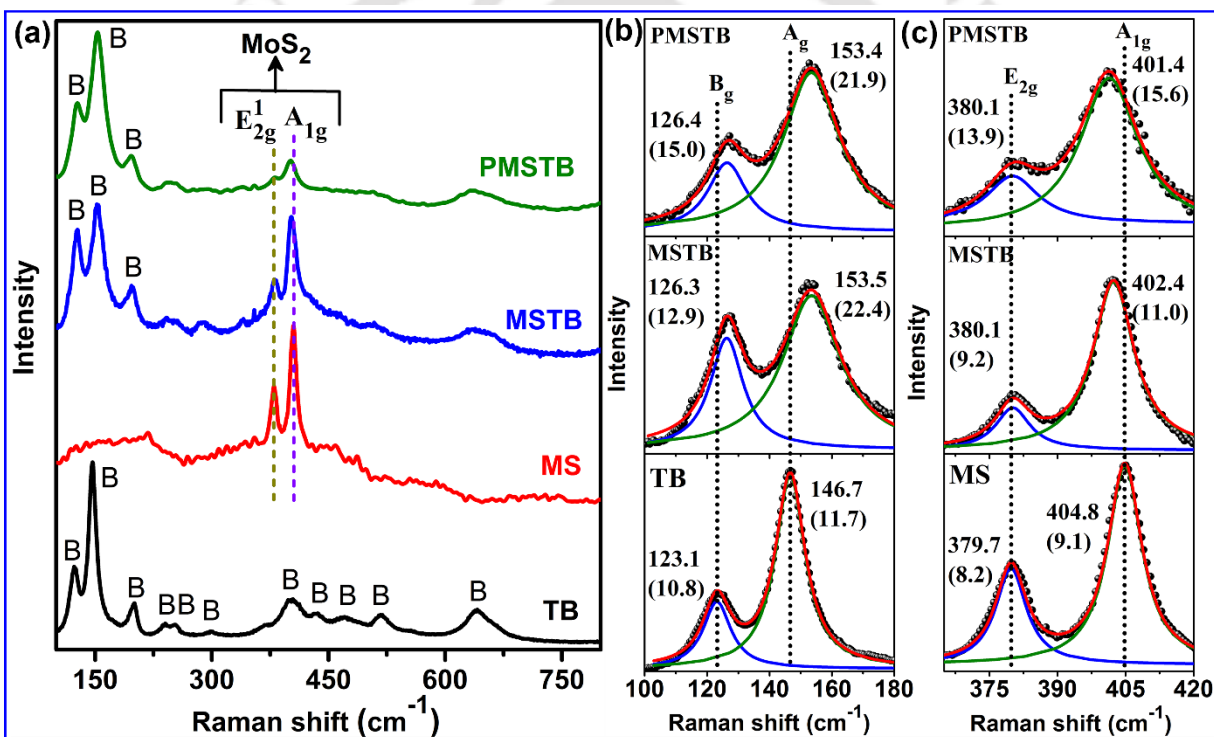 (a)
B
B
B
MoS2
E12g A1g
PMSTB
B
B
B
MSTB
MS
B
B
B
B B
B
B
B
B
B
B
TB
Intensity
150 300 450 600 750
Raman shift (cm-1)
(b)
PMSTB
Ag
Bg
153.4
(21.9)
126.4
(15.0)
MSTB
126.3
(12.9)
153.5
(22.4)
TB
146.7
(11.7)
123.1
(10.8)
Intensity
100 120 140 160 180
Raman shift (cm-1)
(c)
PMSTB
A1g
E2g
401.4
(15.6)
380.1
(13.9)
MSTB
402.4
(11.0)
380.1
(9.2)
MS
404.8
(9.1)
379.7
(8.2)
Intensity
375 390 405 420
Raman shift (cm-1)